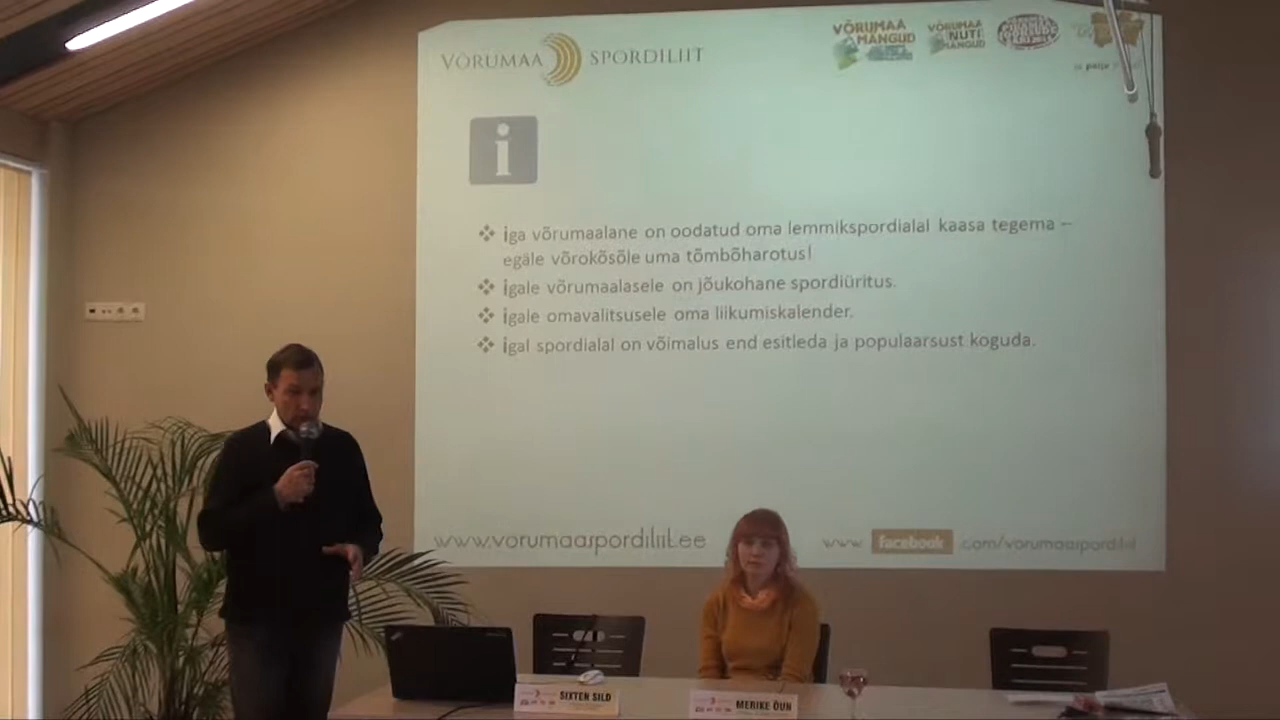 VÕRUMAA SPORDILIIT
VÕRUMAA
MÄNGUD
VÕRUMAA
NUTI
MÄNGUD
i
❖ iga võrumaalane on oodatud oma lemmikspordialal kaasa tegema –
egäle võrokõsõle uma tõmbõharotus!
❖ igale võrumaalasele on jõukohane spordiüritus.
❖ igale omavalitsusele oma liikumiskalender.
❖ igal spordialal on võimalus end esitleda ja populaarsust koguda.
www.vorumaaspordiliit.ee
www facebook .com/vorumaaspordiliit
SIXTEN SILD
MERIKE ÕUN